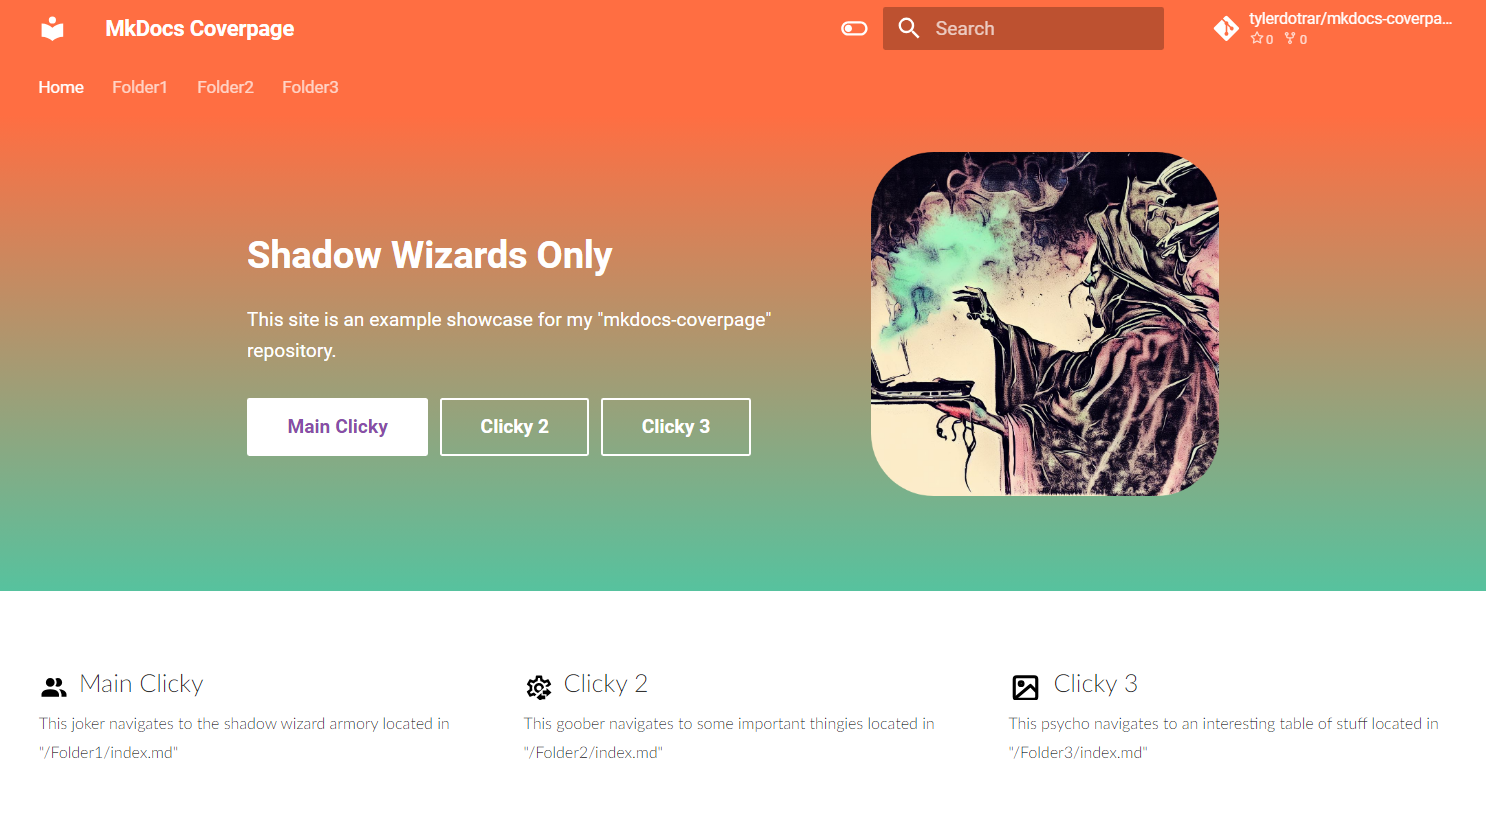 MkDocs Coverpage
Search
tylerdotrar/mkdocs-coverpa...
0 0
Home Folder1 Folder2 Folder3
Shadow Wizards Only
This site is an example showcase for my "mkdocs-coverpage"
repository.
Main Clicky Clicky 2 Clicky 3
Main Clicky
This joker navigates to the shadow wizard armory located in
"/Folder1/index.md"
Clicky 2
This goober navigates to some important thingies located in
"/Folder2/index.md"
Clicky 3
This psycho navigates to an interesting table of stuff located in
"/Folder3/index.md"